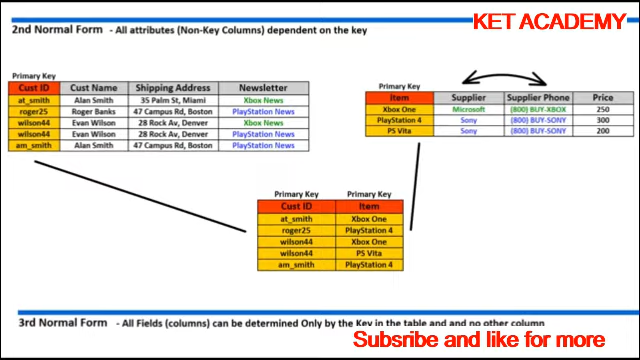 KET ACADEMY
2nd Normal Form - All attributes (Non-Key Columns) dependent on the key
Primary Key
Cust ID Cust Name Shipping Address Newsletter
at_smith Alan Smith 35 Palm St, Miami Xbox News
roger25 Roger Banks 47 Campus Rd, Boston PlayStation News
wilson44 Evan Wilson 28 Rock Av, Denver Xbox News
wilson44 Evan Wilson 28 Rock Av, Denver PlayStation News
am_smith Alan Smith 47 Campus Rd, Boston PlayStation News
Primary Key
Item Supplier Supplier Phone Price
Xbox One Microsoft (800) BUY-XBOX 250
PlayStation 4 Sony (800) BUY-SONY 300
PS Vita Sony (800) BUY-SONY 200
Primary Key Primary Key
Cust ID Item
at_smith Xbox One
roger25 PlayStation 4
wilson44 Xbox One
wilson44 PS Vita
am_smith PlayStation 4
3rd Normal Form - All Fields (columns) can be determined Only by the Key in the table and and no other column
Subsribe and like for more